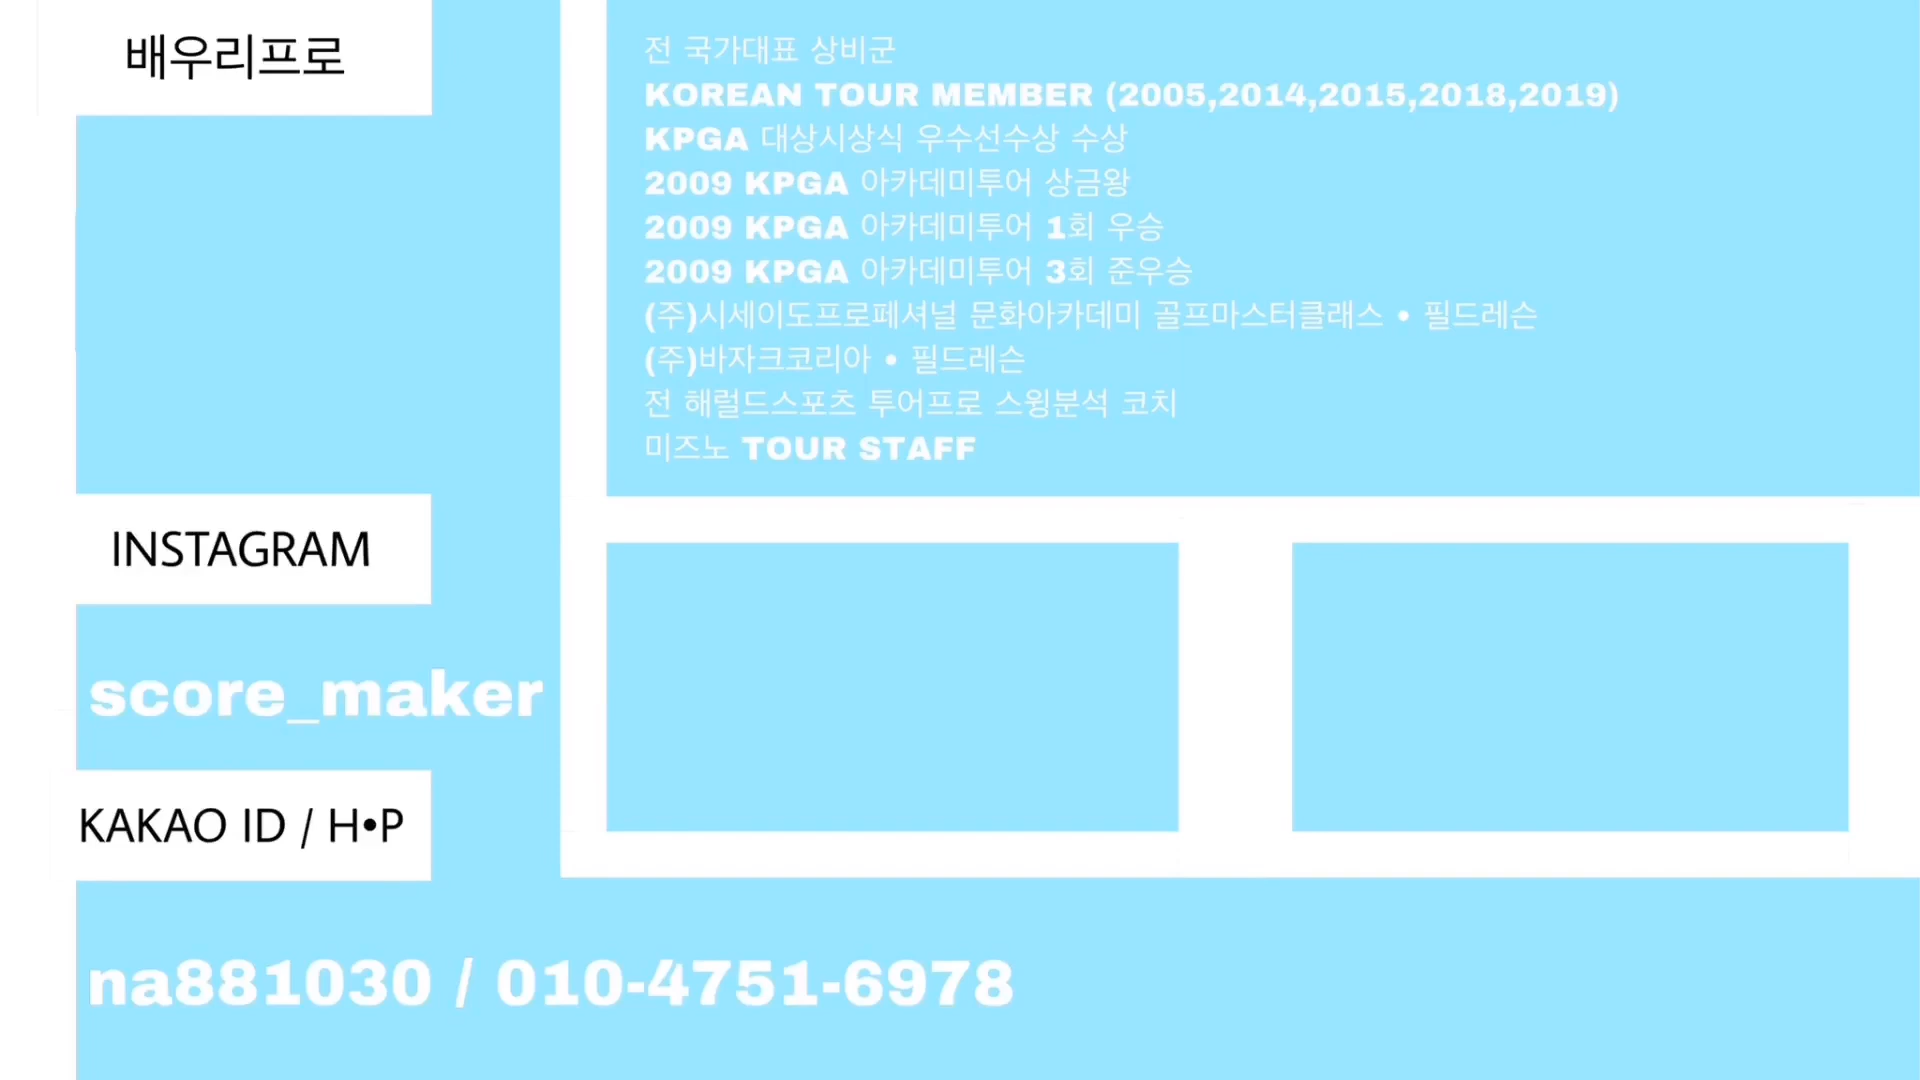 배우리프로
전 국가대표 상비군
KOREAN TOUR MEMBER (2005,2014,2015,2018,2019)
KPGA 대상시상식 우수선수상 수상
2009 KPGA 아카데미투어 상금왕
2009 KPGA 아카데미투어 1회 우승
2009 KPGA 아카데미투어 3회 준우승
(주)시세이도프로페셔널 문화아카데미 골프마스터클래스 • 필드레슨
(주)바자크코리아 • 필드레슨
전 해럴드스포츠 투어프로 스윙분석 코치
미즈노 TOUR STAFF
INSTAGRAM
score_maker
KAKAO ID / H•P
na881030 / 010-4751-6978